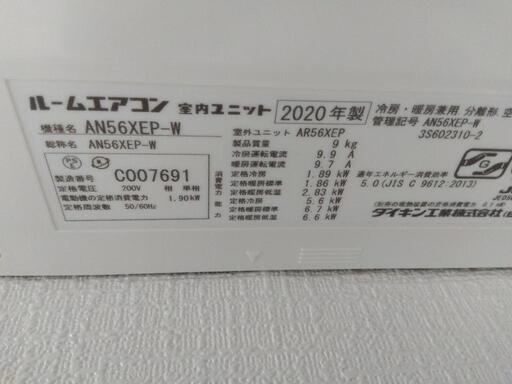 ルームエアコン 室内ユニット 2020年製 冷房・暖房兼用 分離形
機種名 AN56XEP-W 管理記号 AN56XEP-W
総称名 AN56XEP-W 3S602310-2
室外ユニット AR56XEP
製品質量 9 kg
冷房運転電流 9.9 A
暖房運転電流 9.7 A
PS E
製造番号 C007691
定格電圧 200V 相 単相
電動機の定格消費電力 1.90kW
定格周波数 50/60Hz
消費電力
定格冷房 1.89 kW
定格暖房標準 1.86 kW
定格暖房低温 2.83 kW
能力
定格冷房 5.6 kW
定格暖房標準 6.7 kW
定格暖房低温 6.6 kW
通年エネルギー消費効率
5.0(JIS C 9612:2013)
ダイキン工業株式会社